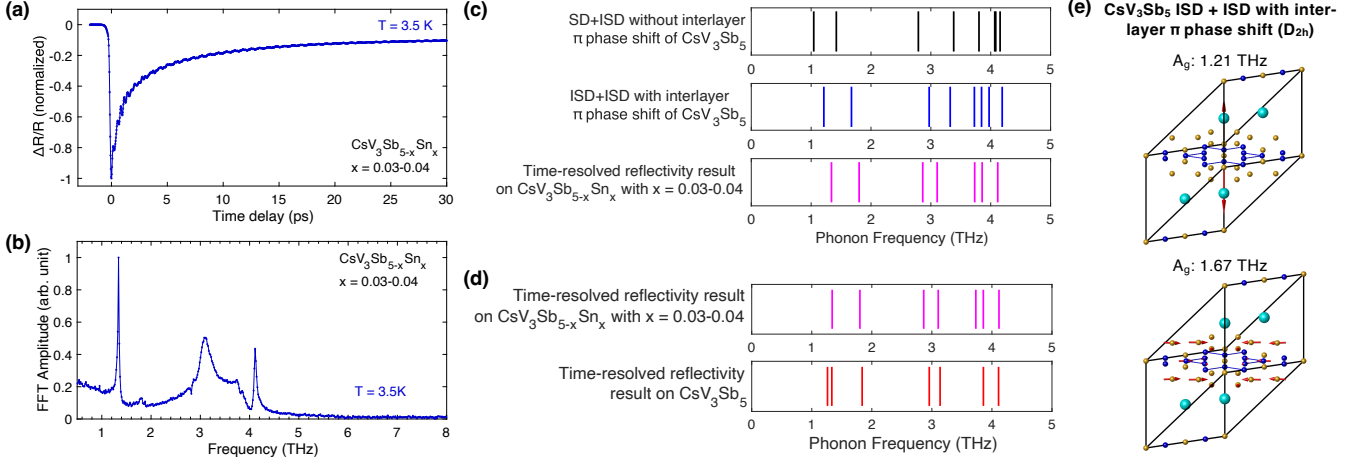 (a)
T = 3.5 K
CsV3Sb5-xSnx
x = 0.03-0.04
ΔR/R (normalized)
0
-0.2
-0.4
-0.6
-0.8
-1
0 5 10 15 20 25 30
Time delay (ps)
(b)
CsV3Sb5-xSnx
x = 0.03-0.04
T = 3.5K
FFT Amplitude (arb. unit)
1
0.8
0.6
0.4
0.2
0
1 2 3 4 5 6 7 8
Frequency (THz)
(c)
SD+ISD without interlayer
π phase shift of CsV3Sb5
0 1 2 3 4 5
ISD+ISD with interlayer
π phase shift of CsV3Sb5
0 1 2 3 4 5
Time-resolved reflectivity result
on CsV3Sb5-xSnx with x = 0.03-0.04
0 1 2 3 4 5
Phonon Frequency (THz)
(d)
Time-resolved reflectivity result
on CsV3Sb5-xSnx with x = 0.03-0.04
0 1 2 3 4 5
Time-resolved reflectivity
result on CsV3Sb5
0 1 2 3 4 5
Phonon Frequency (THz)
(e)
CsV3Sb5 ISD + ISD with inter-
layer π phase shift (D2h)
Ag: 1.21 THz
Ag: 1.67 THz